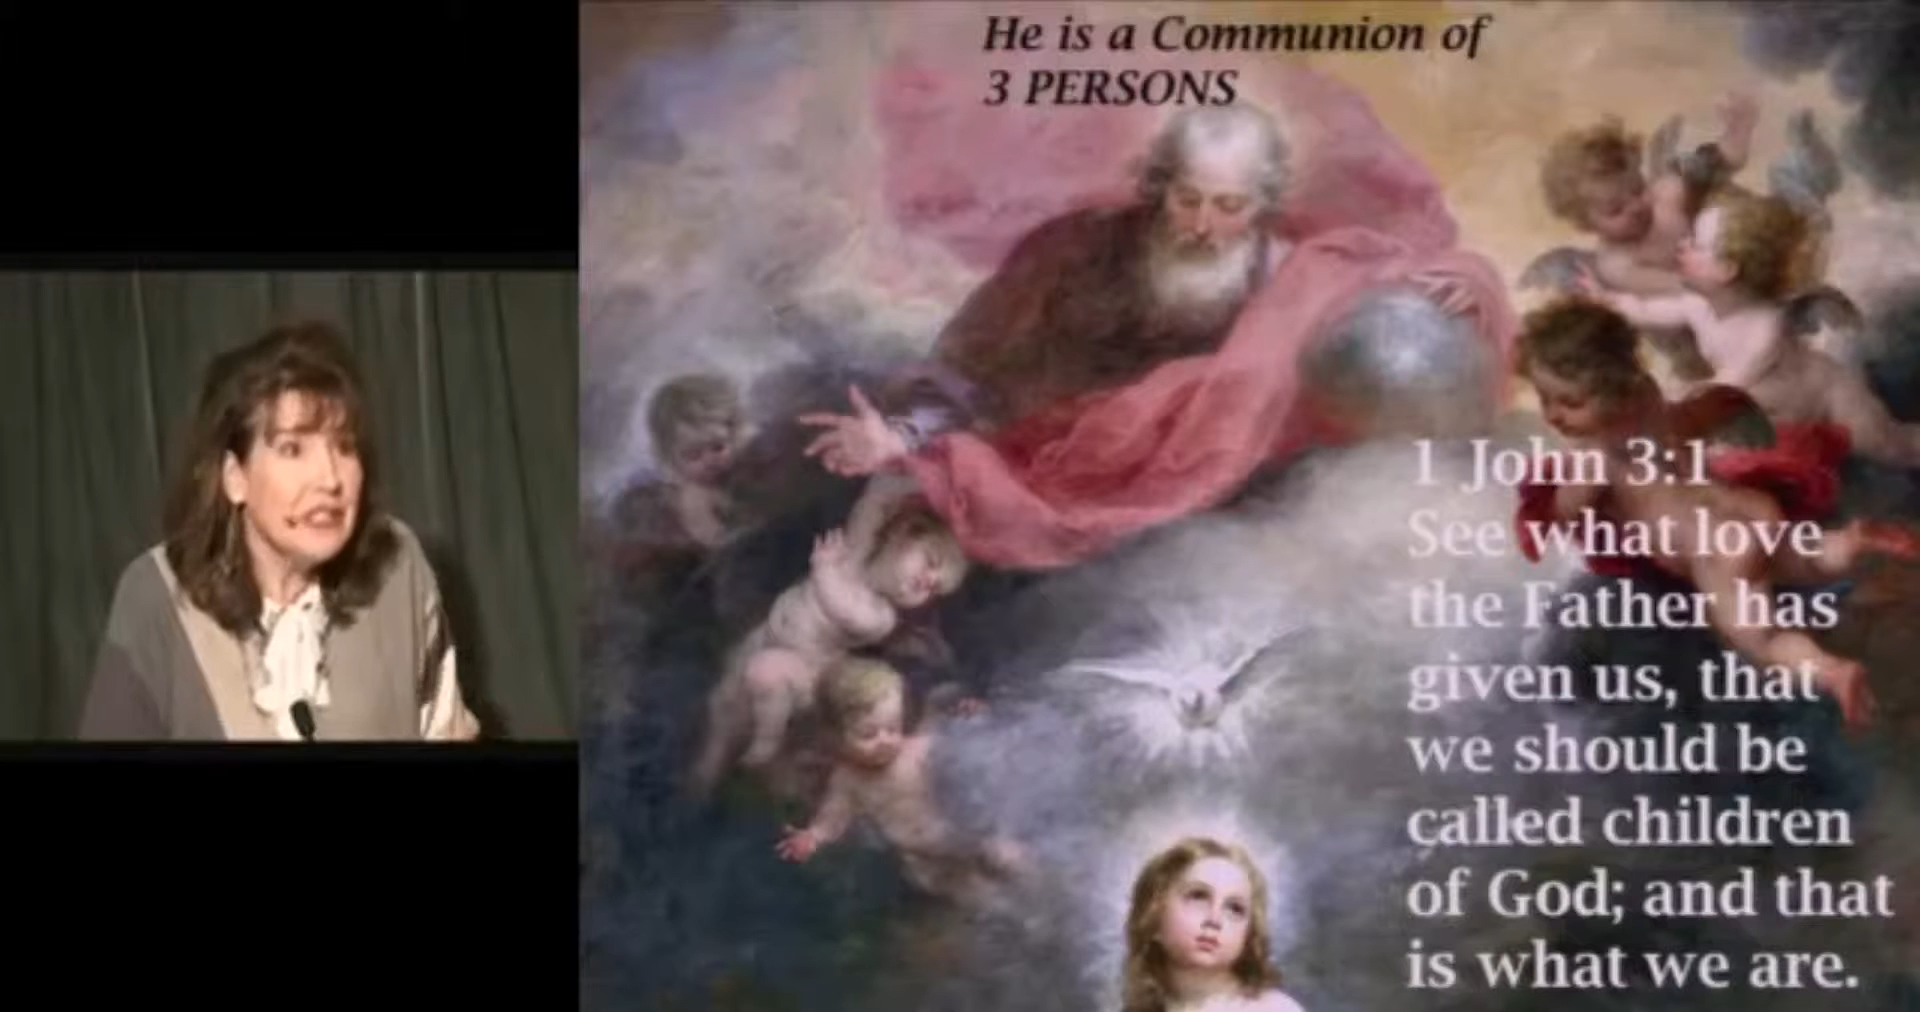 He is a Communion of
3 PERSONS
1 John 3:1
See what love
the Father has
given us, that
we should be
called children
of God; and that
is what we are.